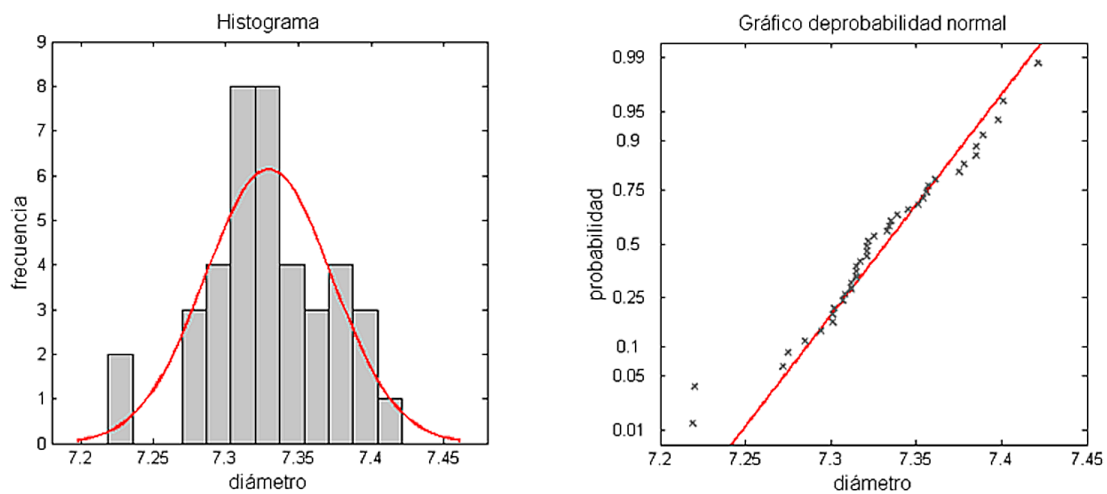 Histograma
9
8
7
6
5
4
3
2
1
0
frecuencia
7.2 7.25 7.3 7.35 7.4 7.45
diámetro
Gráfico deprobabilidad normal
0.99
0.95
0.9
0.75
0.5
0.25
0.1
0.05
0.01
probabilidad
7.2 7.25 7.3 7.35 7.4 7.45
diámetro